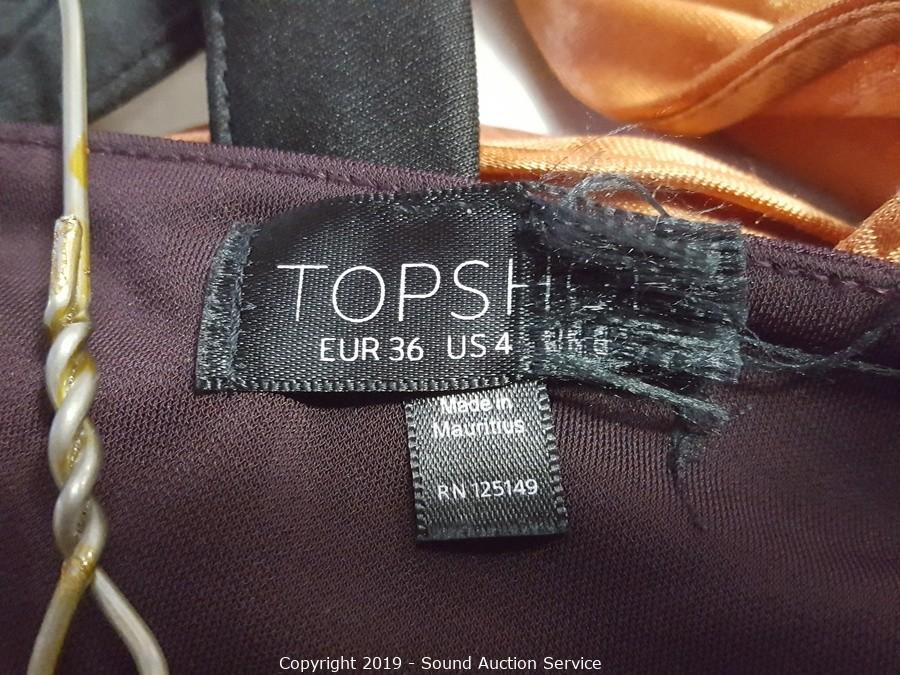 TOPSH
EUR 36 US 4
Made in
Mauritius
RN 125149
Copyright 2019 - Sound Auction Service